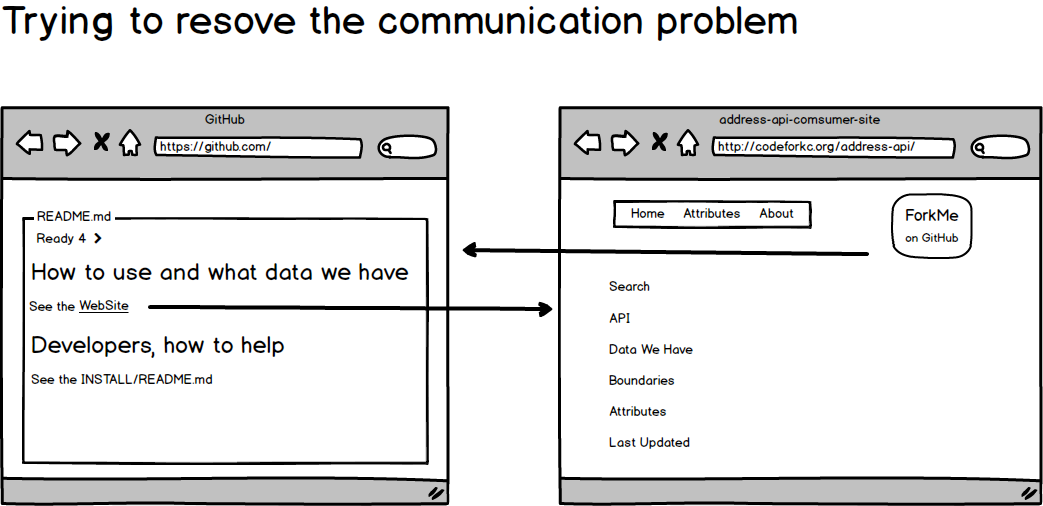 Trying to resove the communication problem
GitHub
https://github.com/
README.md
Ready 4 >
How to use and what data we have
See the WebSite
Developers, how to help
See the INSTALL/README.md
address-api-comsumer-site
http://codeforkc.org/address-api/
Home Attributes About
ForkMe
on GitHub
Search
API
Data We Have
Boundaries
Attributes
Last Updated